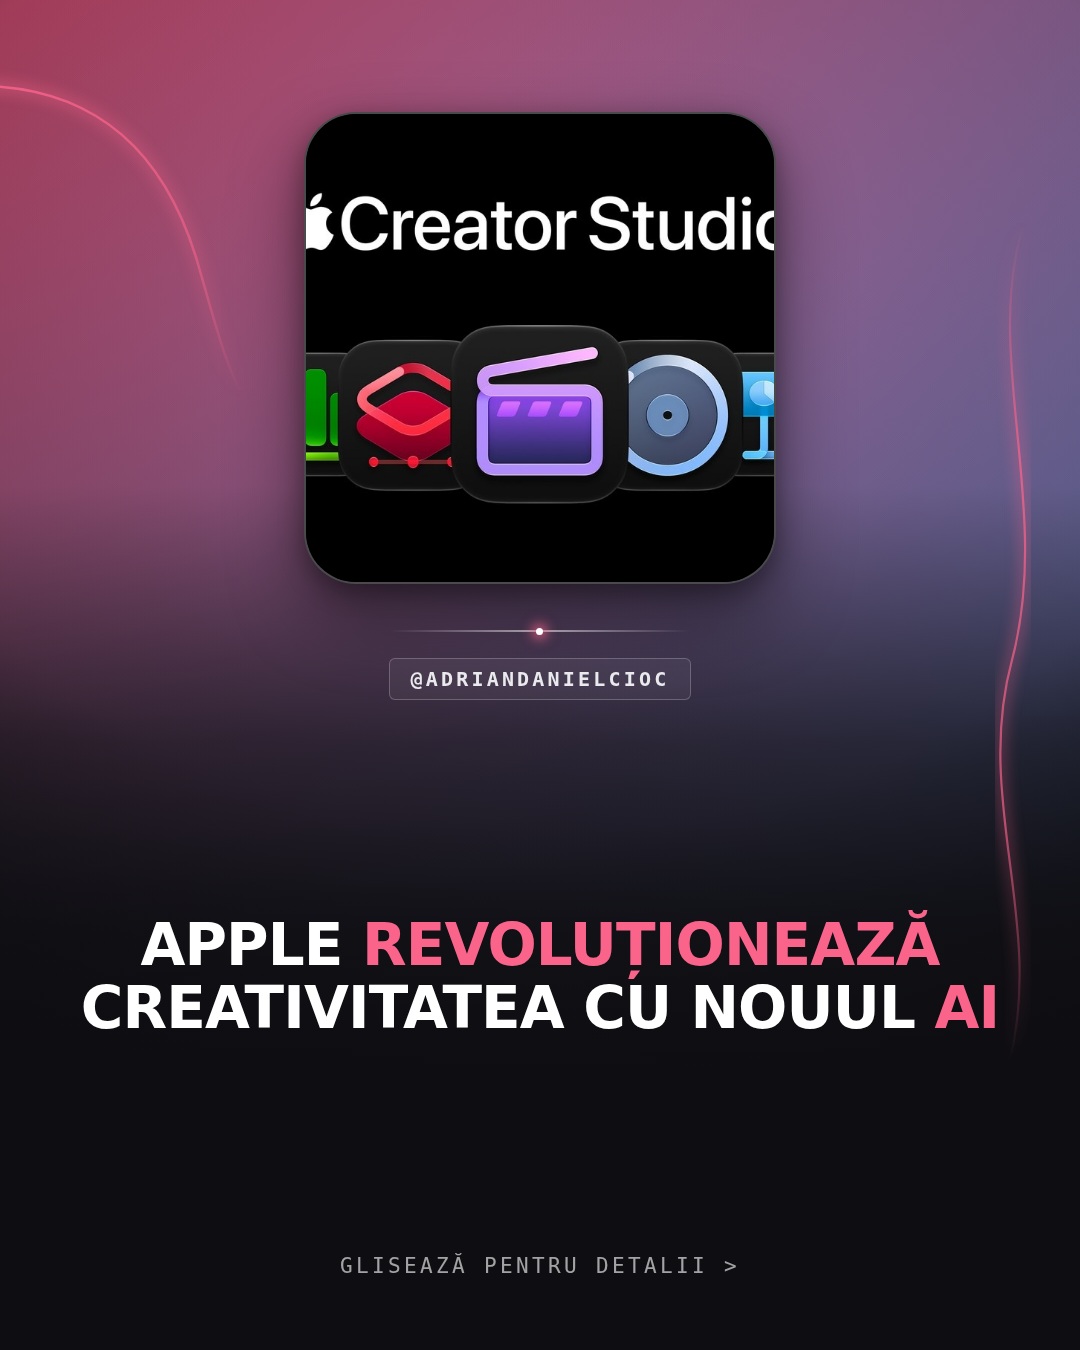 Creator Studio
@ADRIANDANIELCIOC
APPLE REVOLUȚIONEAZĂ
CREATIVITATEA CU NOUUL AI
GLISEAZĂ PENTRU DETALII >